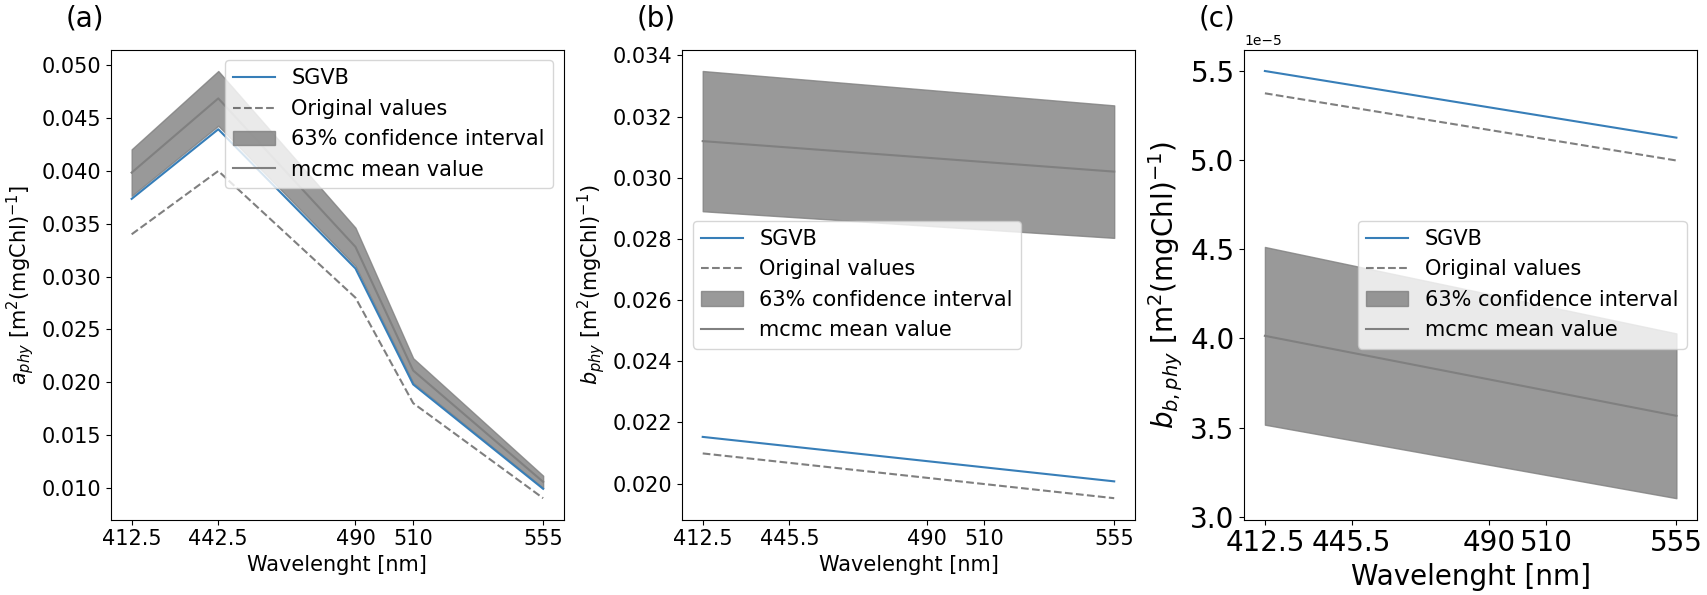 (a)
0.050
0.045
0.040
0.035
0.030
0.025
0.020
0.015
0.010
a_phy [m²(mgChl)⁻¹]
SGVB
Original values
63% confidence interval
mcmc mean value
412.5 442.5 490 510 555
Wavelenght [nm]
(b)
0.034
0.032
0.030
0.028
0.026
0.024
0.022
0.020
b_phy [m²(mgChl)⁻¹)
SGVB
Original values
63% confidence interval
mcmc mean value
412.5 445.5 490 510 555
Wavelenght [nm]
(c)
1e−5
5.5
5.0
4.5
4.0
3.5
3.0
b_b,phy [m²(mgChl)⁻¹)
SGVB
Original values
63% confidence interval
mcmc mean value
412.5 445.5 490 510 555
Wavelenght [nm]